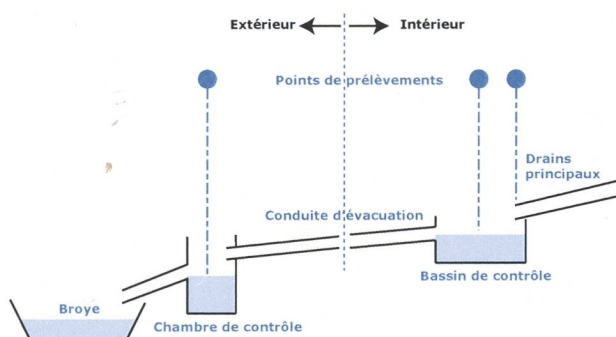 Extérieur Intérieur
Points de prélèvements
Drains
principaux
Conduite d'évacuation
Bassin de contrôle
Broye
Chambre de contrôle